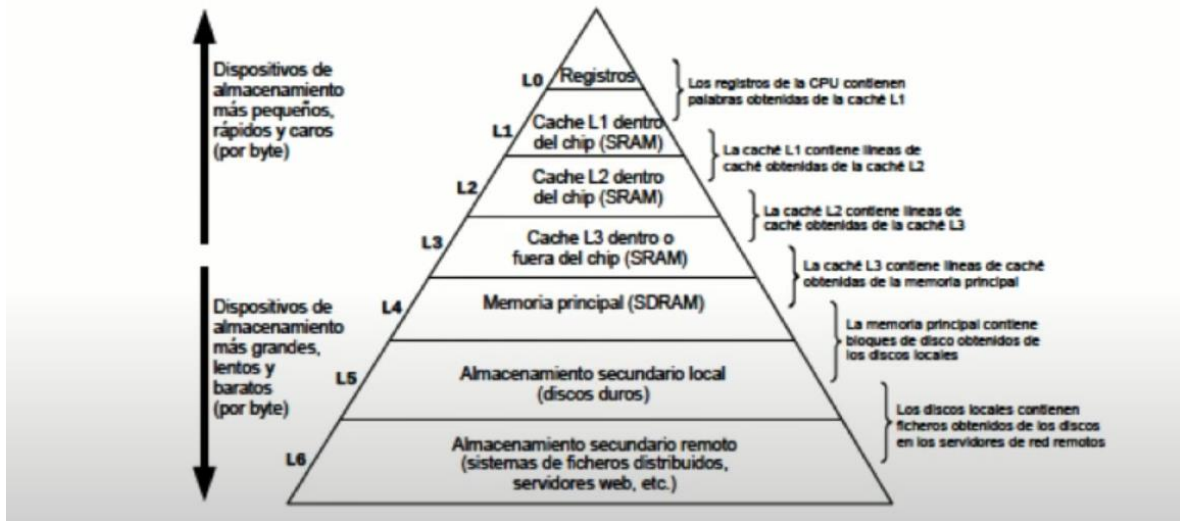 Dispositivos de
almacenamiento
más pequeños,
rápidos y caros
(por byte)
Dispositivos de
almacenamiento
más grandes,
lentos y
baratos
(por byte)
L0
Registros
Los registros de la CPU contienen
palabras obtenidas de la caché L1
L1
Cache L1 dentro
del chip (SRAM)
La caché L1 contiene líneas de
caché obtenidas de la caché L2
L2
Cache L2 dentro
del chip (SRAM)
La caché L2 contiene líneas de
caché obtenidas de la caché L3
L3
Cache L3 dentro o
fuera del chip (SRAM)
La caché L3 contiene líneas de caché
obtenidas de la memoria principal
L4
Memoria principal (SDRAM)
La memoria principal contiene
bloques de disco obtenidos de
los discos locales
L5
Almacenamiento secundario local
(discos duros)
Los discos locales contienen
ficheros obtenidos de los discos
en los servidores de red remotos
L6
Almacenamiento secundario remoto
(sistemas de ficheros distribuidos,
servidores web, etc.)